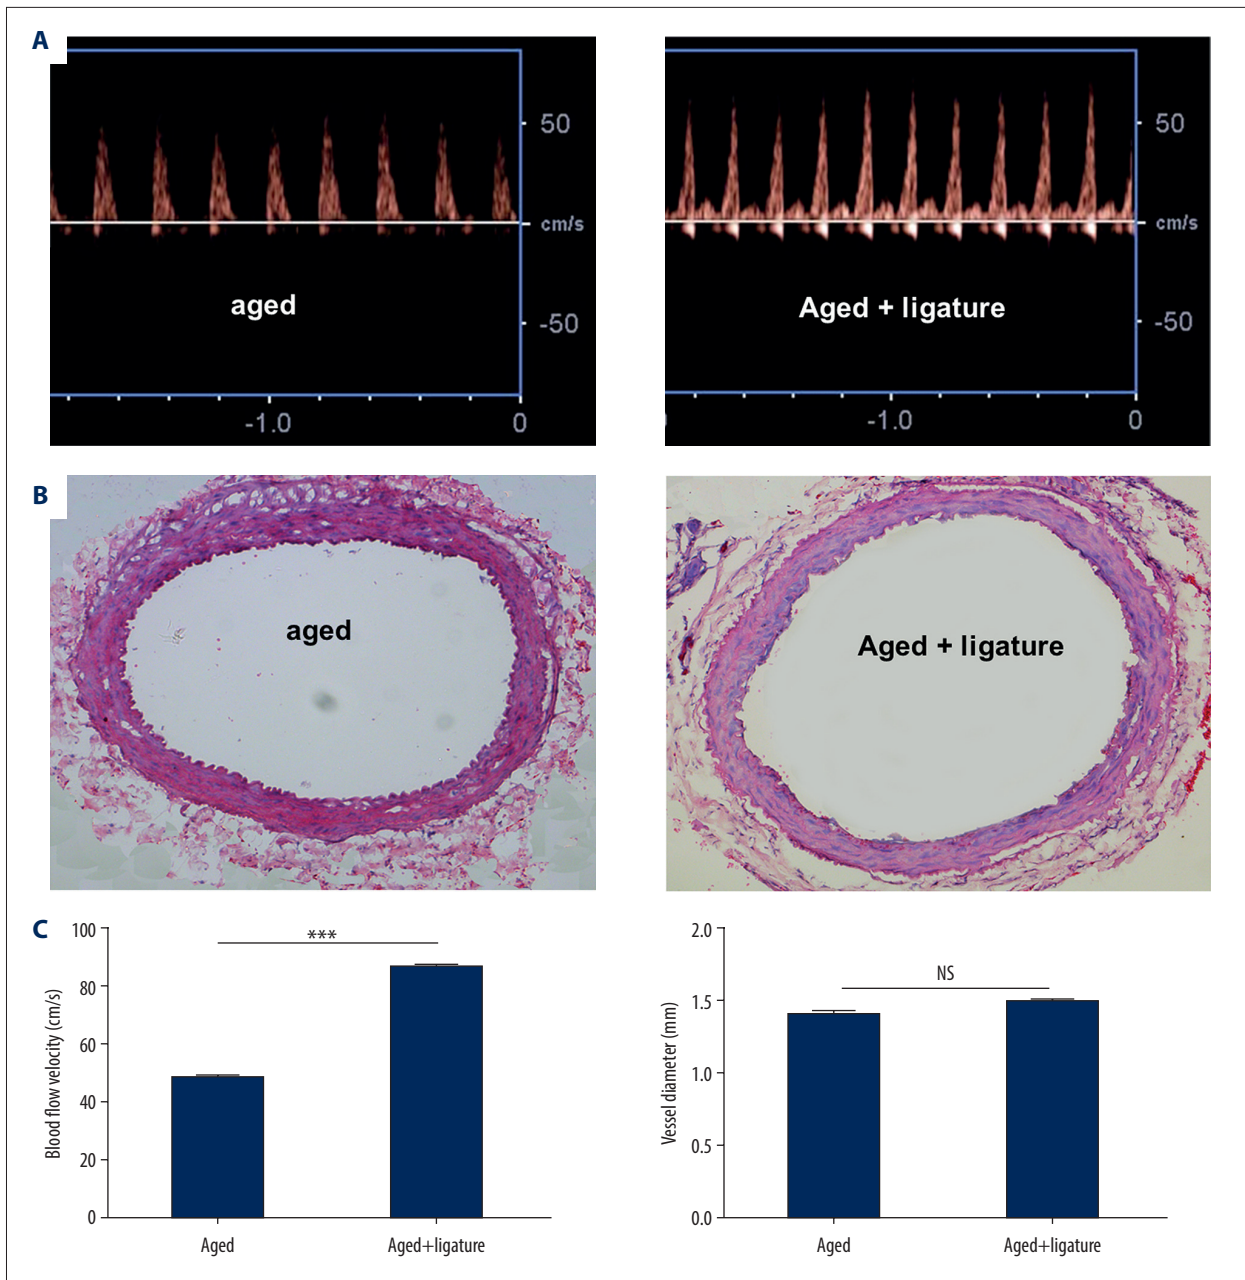 A
50
cm/s
-50
-1.0
0
aged
50
cm/s
-50
-1.0
0
Aged + ligature
B
aged
Aged + ligature
C
Blood flow velocity (cm/s)
100
80
60
40
20
0
***
Aged
Aged+ligature
Vessel diameter (mm)
2.0
1.5
1.0
0.5
0.0
NS
Aged
Aged+ligature